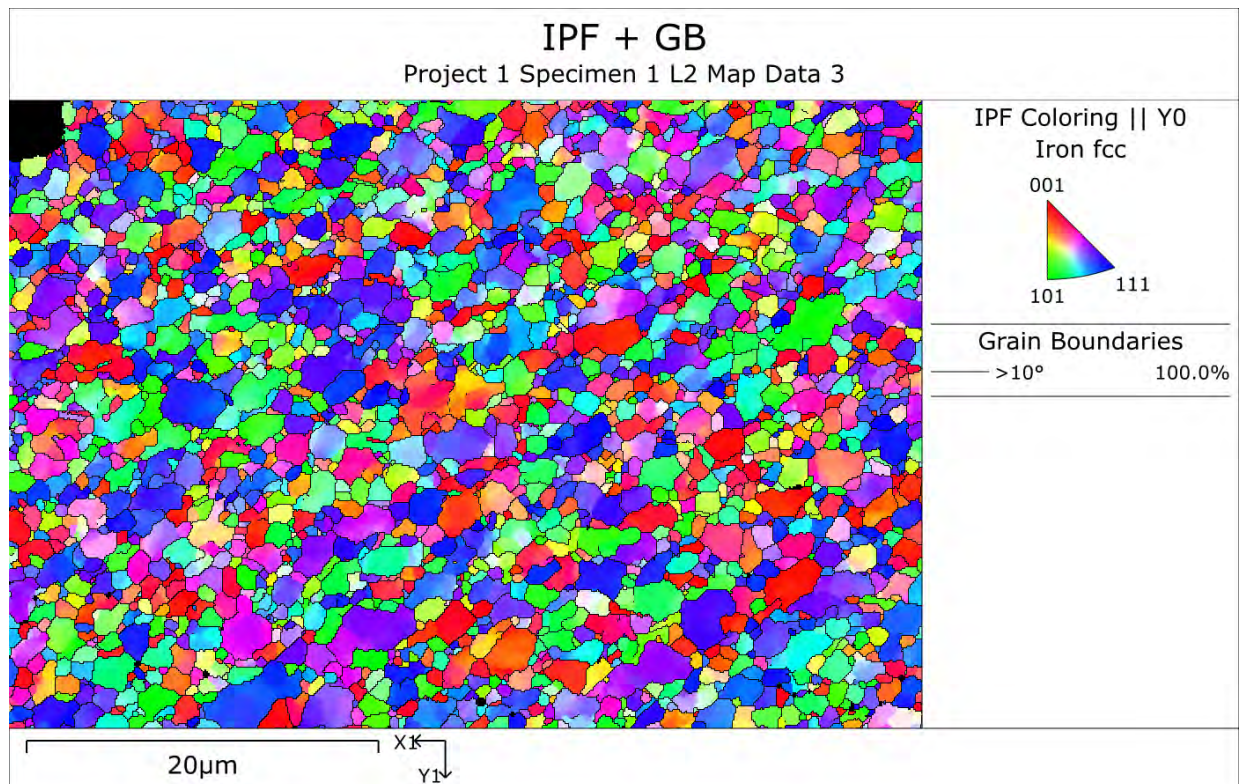 IPF + GB
Project 1 Specimen 1 L2 Map Data 3
IPF Coloring || Y0
Iron fcc
001
101
111
Grain Boundaries
>10° 100.0%
20µm
X1
Y1